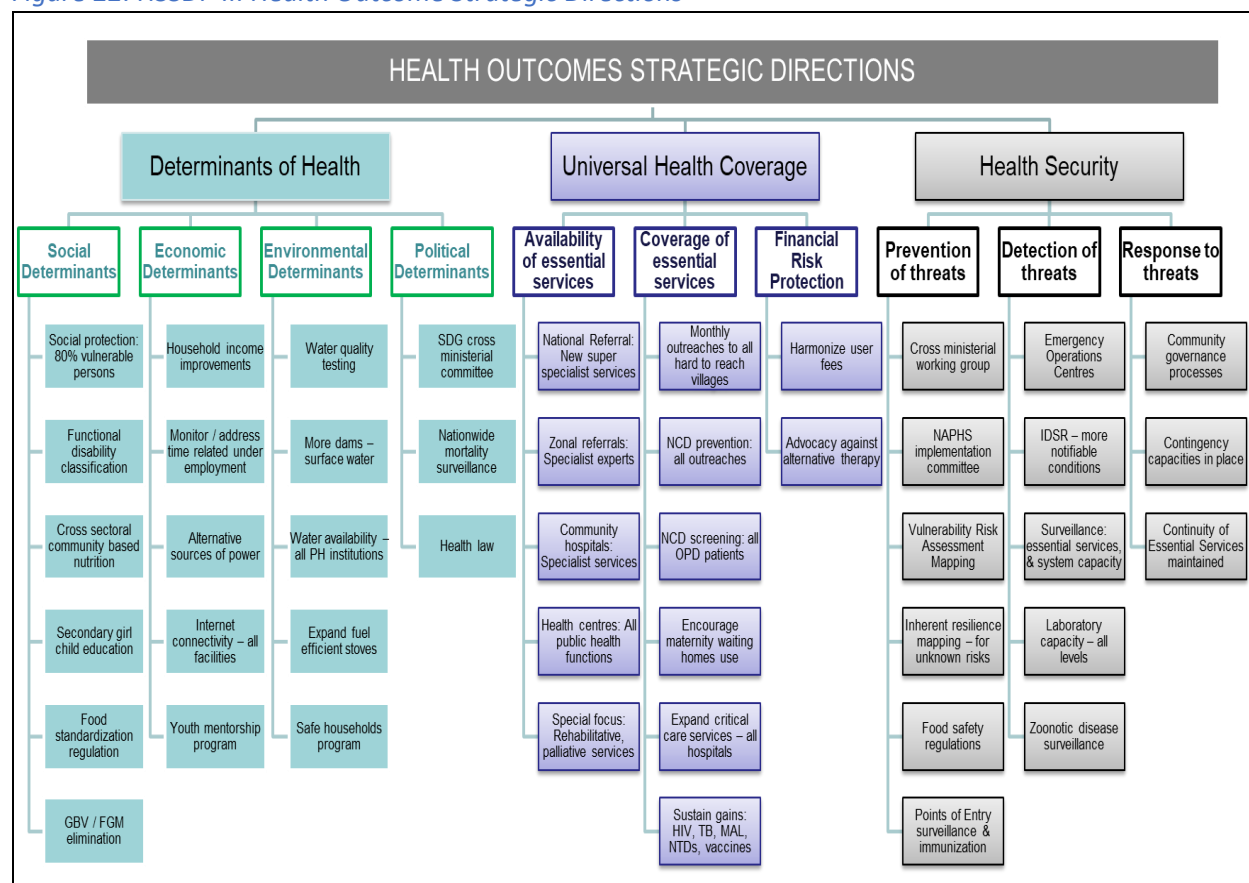 Figure
Health Outcome Strategic Directions
HEALTH OUTCOMES STRATEGIC DIRECTIONS
Determinants of Health
Social
Determinants
Social protection:
80% vulnerable
persons
Functional
disability
classification
Cross sectoral
community based
nutrition
Secondary girl
child education
Food
standardization
regulation
GBV / FGM
elimination
Economic
Determinants
Household income
improvements
Monitor / address
time related under
employment
Alternative
sources of power
Internet
connectivity – all
facilities
Youth mentorship
program
Environmental
Determinants
Water quality
testing
More dams –
surface water
Water availability –
all PH institutions
Expand fuel
efficient stoves
Safe households
program
Political
Determinants
SDG cross
ministerial
committee
Nationwide
mortality
surveillance
Health law
Universal Health Coverage
Availability
of essential
services
National Referral:
New super
specialist services
Zonal referrals:
Specialist experts
Community
hospitals:
Specialist services
Health centres: All
public health
functions
Special focus:
Rehabilitative,
palliative services
Coverage of
essential
services
Monthly
outreaches to all
hard to reach
villages
NCD prevention:
all outreaches
NCD screening: all
OPD patients
Encourage
maternity waiting
homes use
Expand critical
care services – all
hospitals
Sustain gains:
HIV, TB, MAL,
NTDs, vaccines
Financial
Risk
Protection
Harmonize user
fees
Advocacy against
alternative therapy
Health Security
Prevention
of threats
Cross ministerial
working group
NAPHS
implementation
committee
Vulnerability Risk
Assessment
Mapping
Inherent resilience
mapping – for
unknown risks
Food safety
regulations
Points of Entry
surveillance &
immunization
Detection of
threats
Emergency
Operations
Centres
IDSR – more
notifiable
conditions
Surveillance:
essential services,
& system capacity
Laboratory
capacity – all
levels
Zoonotic disease
surveillance
Response to
threats
Community
governance
processes
Contingency
capacities in place
Continuity of
Essential Services
maintained